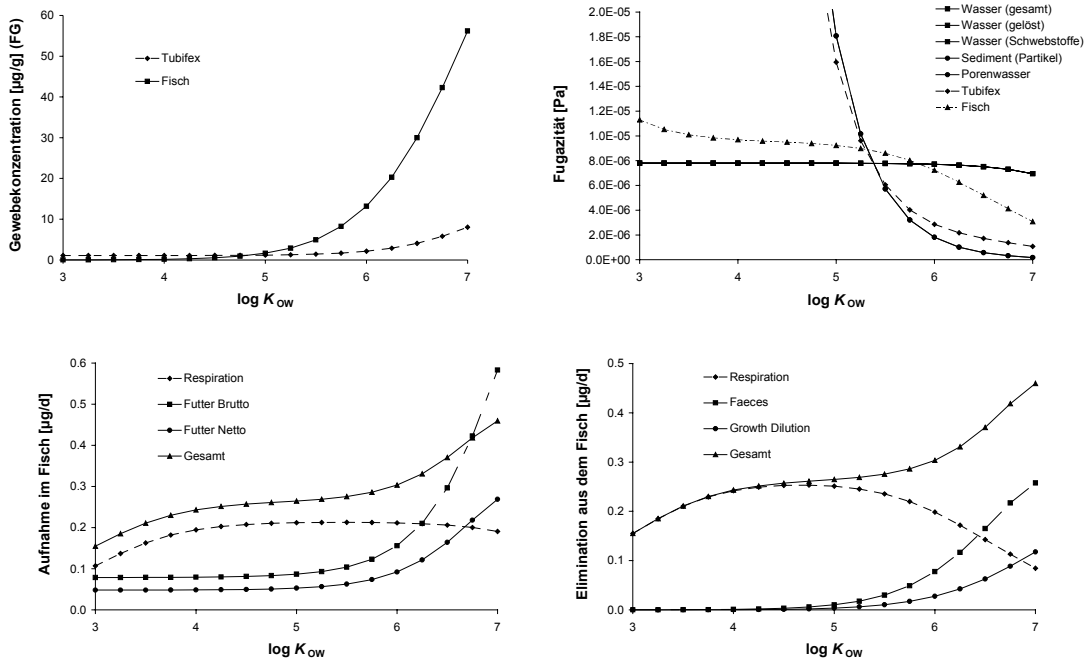 Gewebekonzentration [µg/g] (FG)
60
50
40
30
20
10
0
3 4 5 6 7
log K OW
Tubifex
Fisch
Fugazität [Pa]
2.0E-05
1.8E-05
1.6E-05
1.4E-05
1.2E-05
1.0E-05
8.0E-06
6.0E-06
4.0E-06
2.0E-06
0.0E+00
3 4 5 6 7
log K OW
Wasser (gesamt)
Wasser (gelöst)
Wasser (Schwebstoffe)
Sediment (Partikel)
Porenwasser
Tubifex
Fisch
Aufnahme im Fisch [µg/d]
0.6
0.5
0.4
0.3
0.2
0.1
0.0
3 4 5 6 7
log K OW
Respiration
Futter Brutto
Futter Netto
Gesamt
Elimination aus dem Fisch [µg/d]
0.5
0.4
0.3
0.2
0.1
0.0
3 4 5 6 7
log K OW
Respiration
Faeces
Growth Dilution
Gesamt